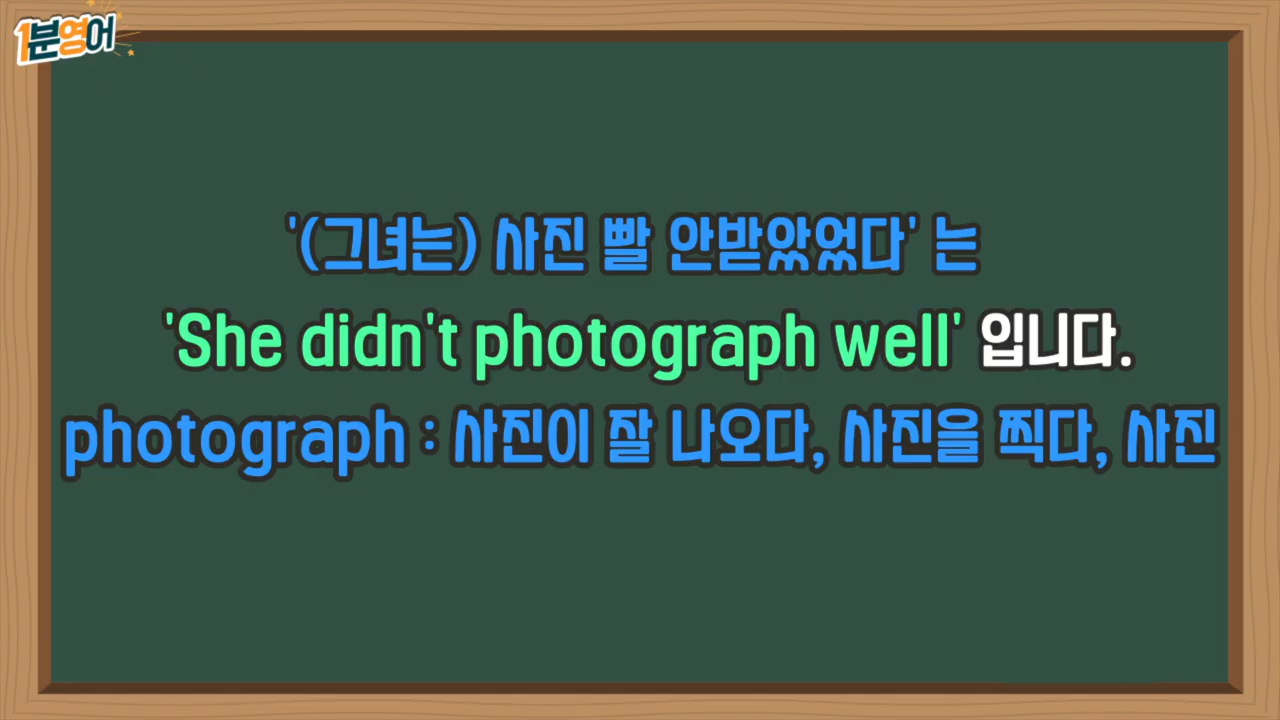 1분영어
'(그녀는) 사진 빨 안받았었다' 는
'She didn't photograph well' 입니다.
photograph : 사진이 잘 나오다, 사진을 찍다, 사진